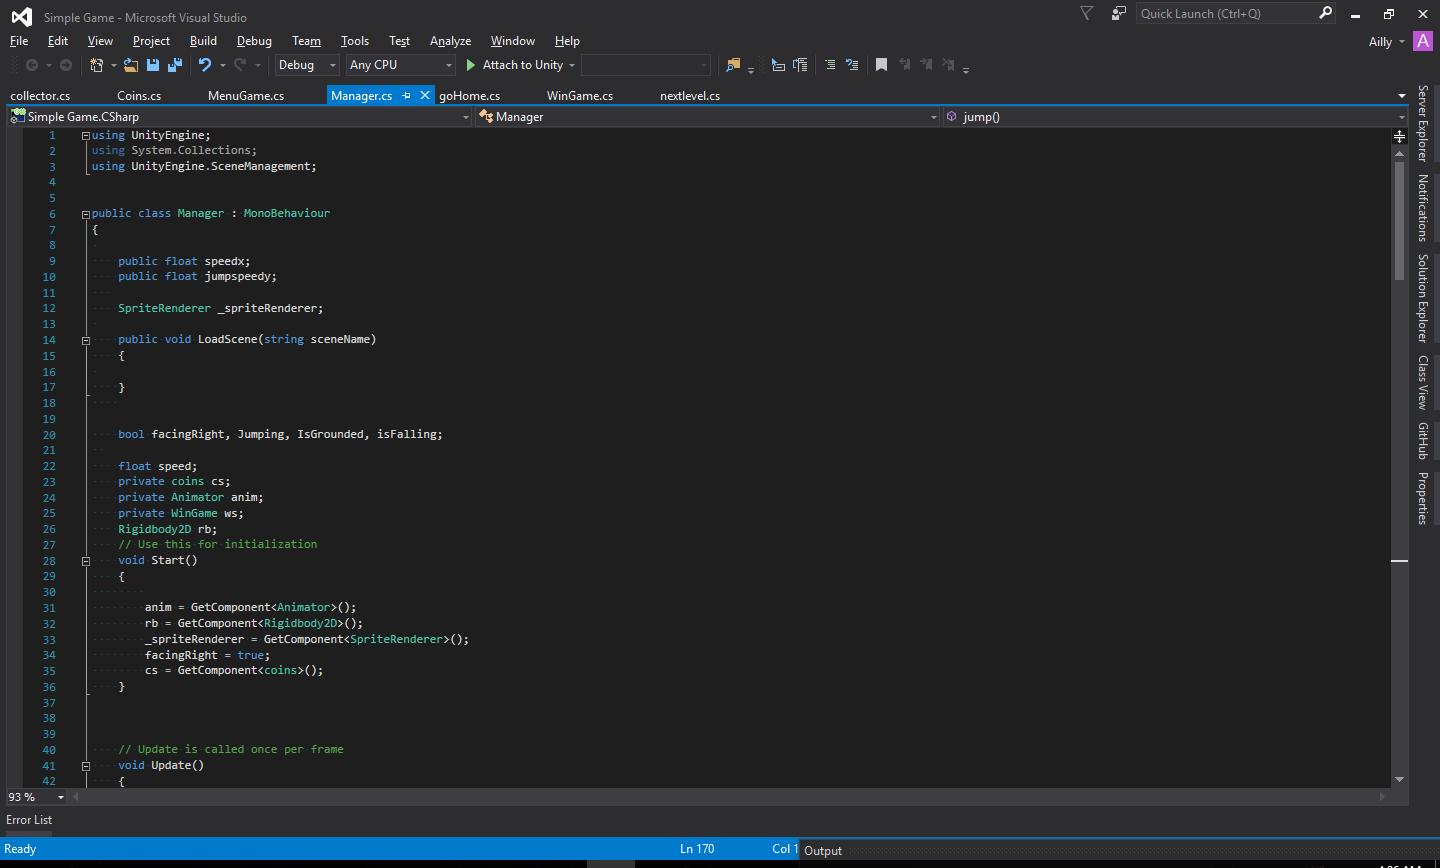 Simple Game - Microsoft Visual Studio
Quick Launch (Ctrl+Q)
File Edit View Project Build Debug Team Tools Test Analyze Window Help
Ailly A
Debug Any CPU Attach to Unity
collector.cs Coins.cs MenuGame.cs Manager.cs goHome.cs WinGame.cs nextlevel.cs
Simple Game.CSharp Manager jump()
1 using UnityEngine;
2 using System.Collections;
3 using UnityEngine.SceneManagement;
4
5
6 public class Manager : MonoBehaviour
7 {
8
9 public float speedx;
10 public float jumpspeedy;
11
12 SpriteRenderer _spriteRenderer;
13
14 public void LoadScene(string sceneName)
15 {
16
17 }
18
19
20 bool facingRight, Jumping, IsGrounded, isFalling;
21
22 float speed;
23 private coins cs;
24 private Animator anim;
25 private WinGame ws;
26 Rigidbody2D rb;
27 // Use this for initialization
28 void Start()
29 {
30
31 anim = GetComponent<Animator>();
32 rb = GetComponent<Rigidbody2D>();
33 _spriteRenderer = GetComponent<SpriteRenderer>();
34 facingRight = true;
35 cs = GetComponent<coins>();
36 }
37
38
39
40 // Update is called once per frame
41 void Update()
42 {
93 %
Server Explorer
Notifications
Solution Explorer
Class View
GitHub
Properties
Error List
Ready Ln 170 Col 1 Output